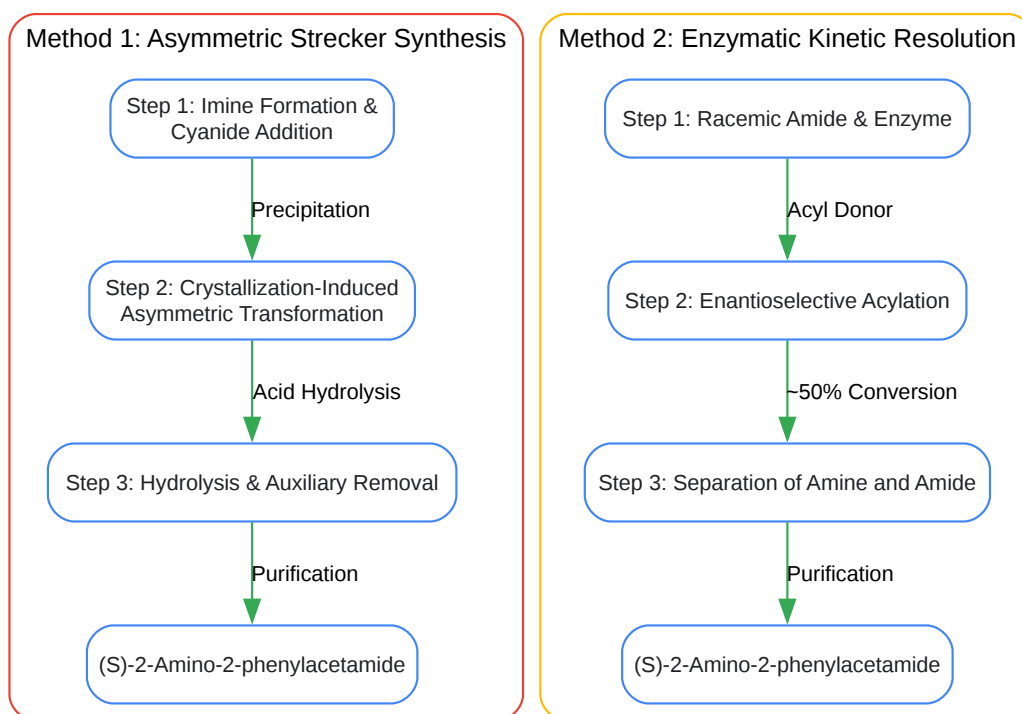 Method 1: Asymmetric Strecker Synthesis
Step 1: Imine Formation &
Cyanide Addition
Precipitation
Step 2: Crystallization-Induced
Asymmetric Transformation
Acid Hydrolysis
Step 3: Hydrolysis & Auxiliary Removal
Purification
(S)-2-Amino-2-phenylacetamide
Method 2: Enzymatic Kinetic Resolution
Step 1: Racemic Amide & Enzyme
Acyl Donor
Step 2: Enantioselective Acylation
~50% Conversion
Step 3: Separation of Amine and Amide
Purification
(S)-2-Amino-2-phenylacetamide